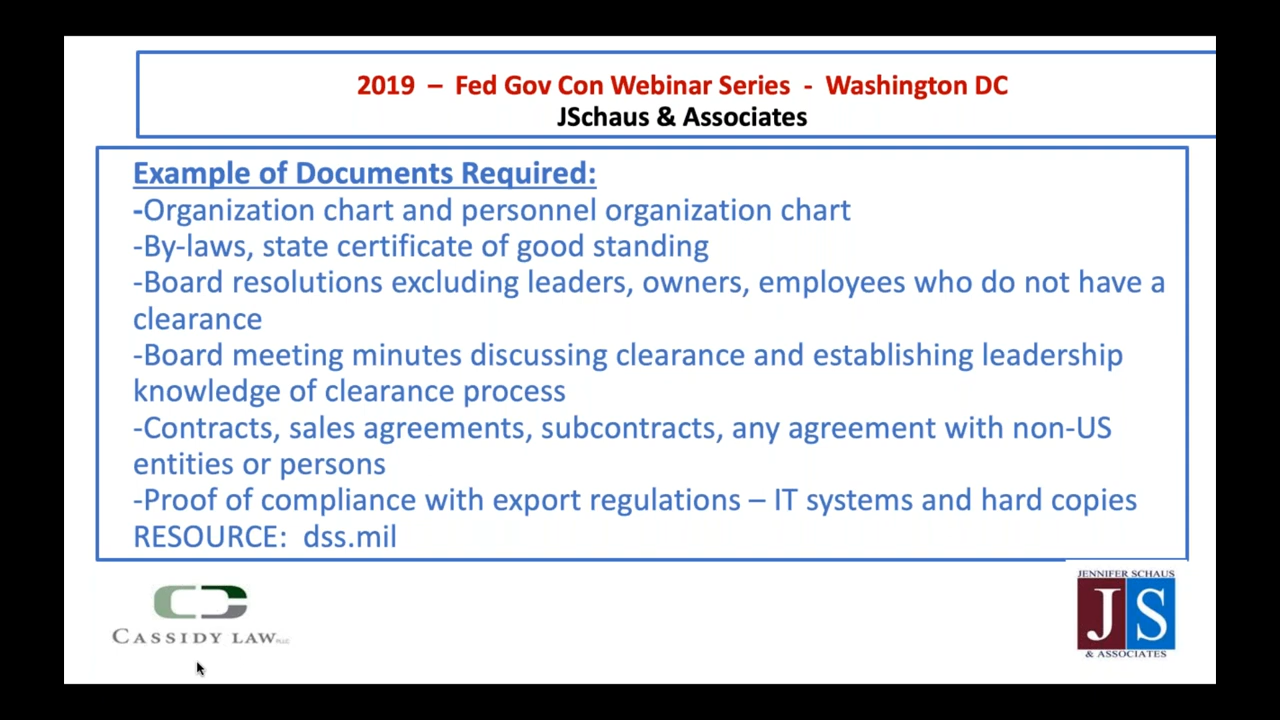 2019 – Fed Gov Con Webinar Series - Washington DC
JSchaus & Associates
Example of Documents Required:
-Organization chart and personnel organization chart
-By-laws, state certificate of good standing
-Board resolutions excluding leaders, owners, employees who do not have a
clearance
-Board meeting minutes discussing clearance and establishing leadership
knowledge of clearance process
-Contracts, sales agreements, subcontracts, any agreement with non-US
entities or persons
-Proof of compliance with export regulations – IT systems and hard copies
RESOURCE: dss.mil
CASSIDY LAW PLLC
JENNIFER SCHAUS
JS
& ASSOCIATES